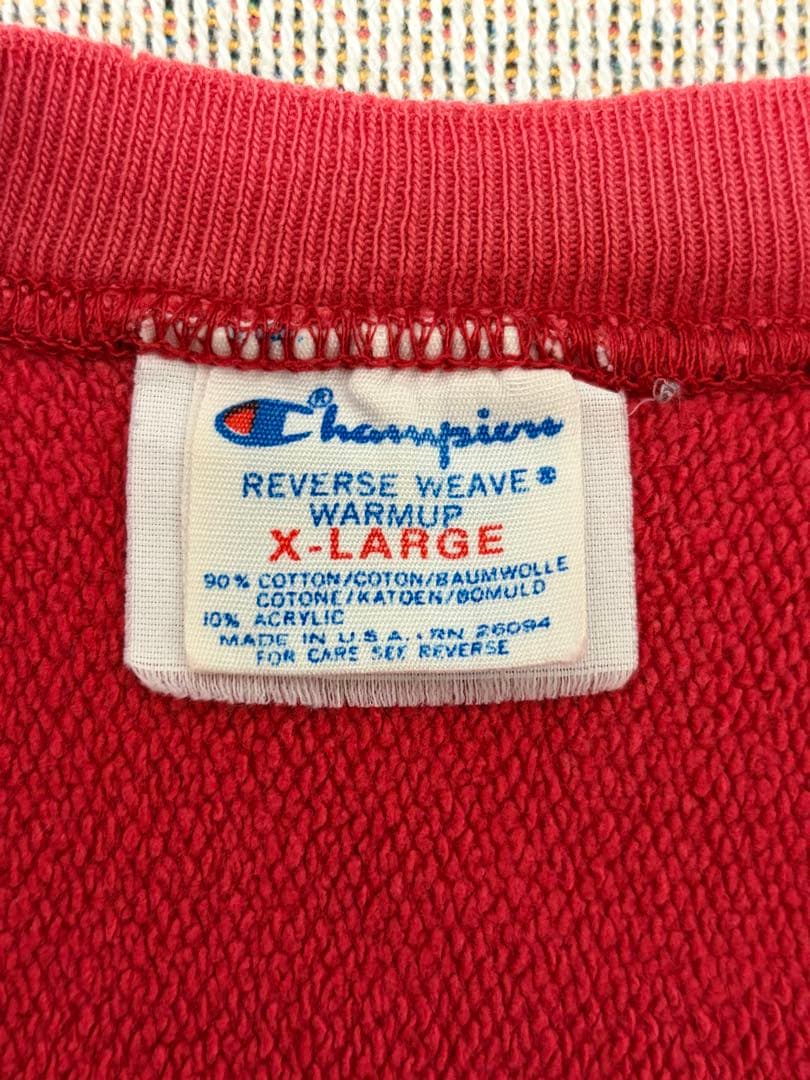 Champion®
REVERSE WEAVE®
WARMUP
X-LARGE
90% COTTON/COTON/BAUMWOLLE
COTONE/KATOEN/BOMULD
10% ACRYLIC
MADE IN U.S.A. RN 26094
FOR CARE SEE REVERSE